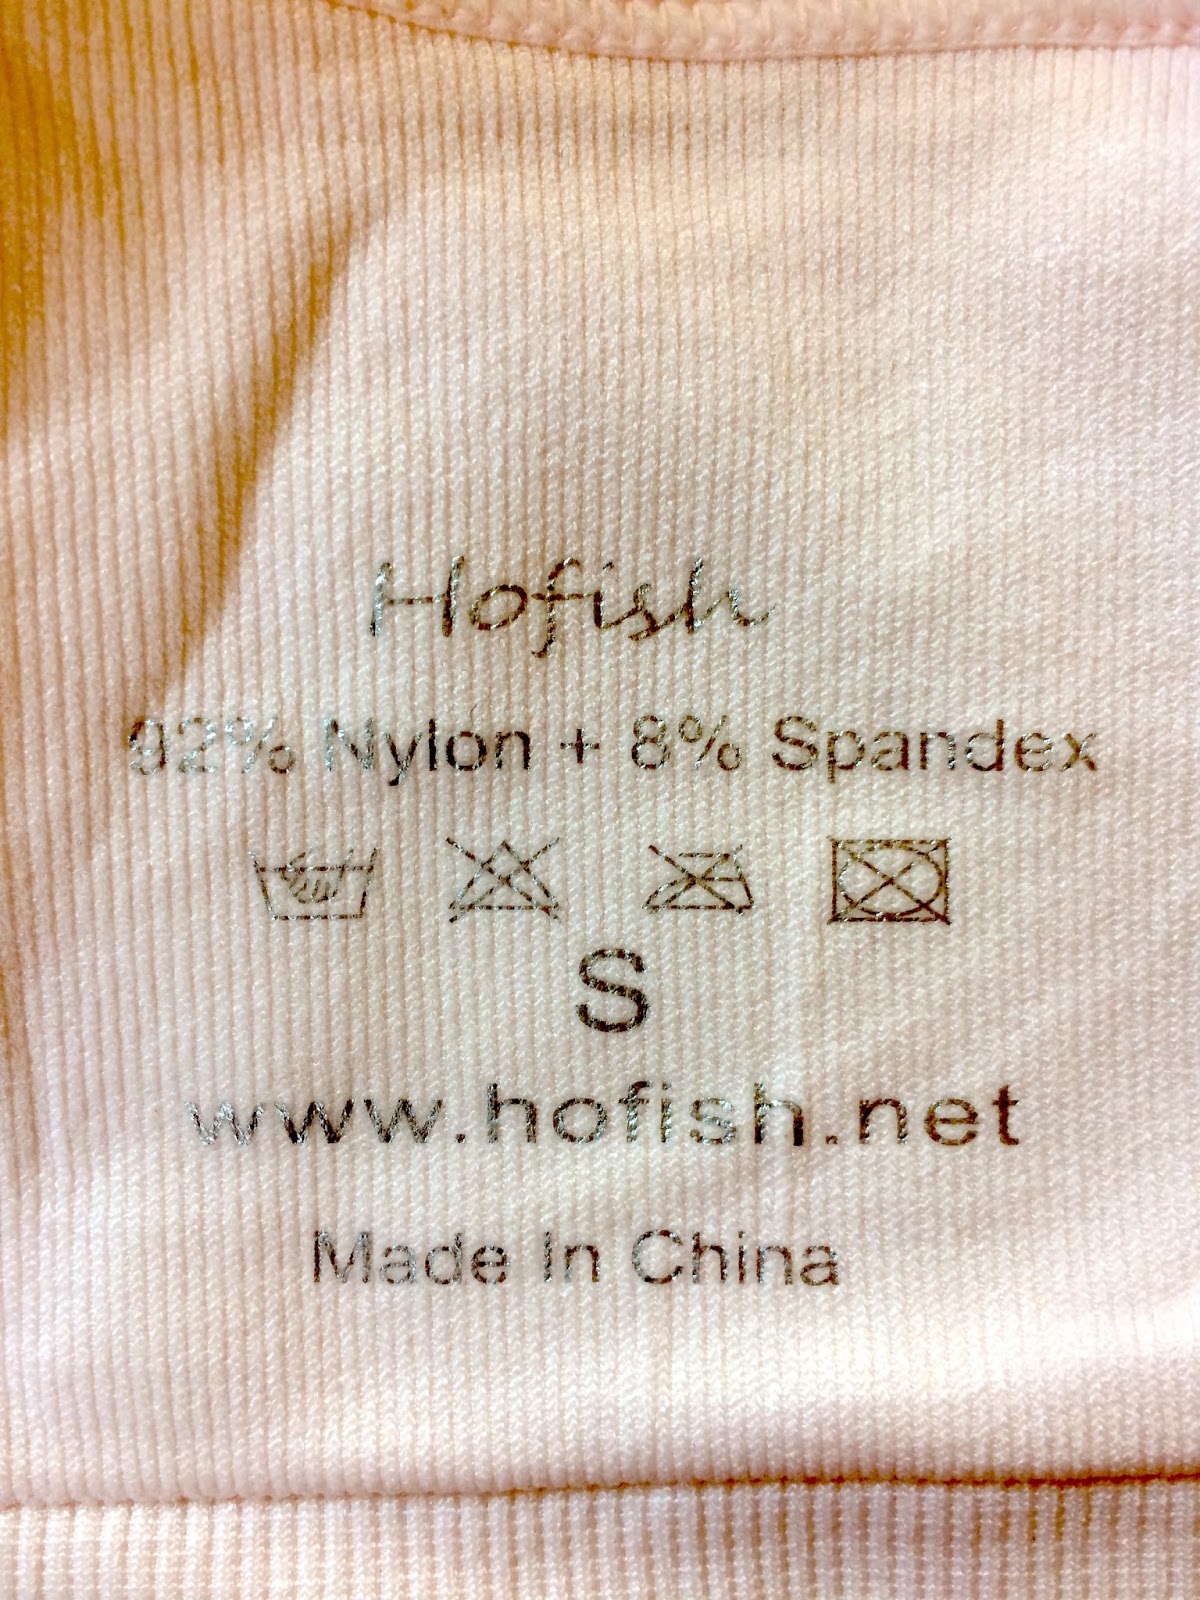 Hofish
92% Nylon + 8% Spandex
S
www.hofish.net
Made In China